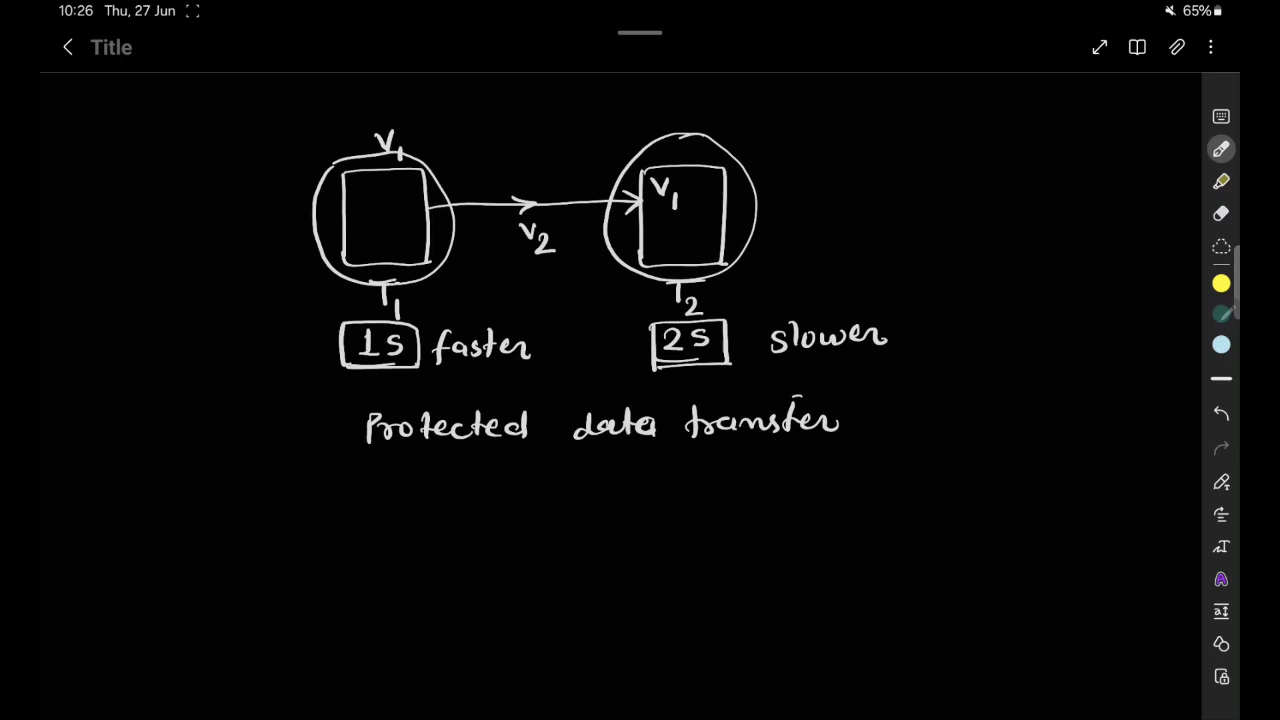 10:26 Thu, 27 Jun
65%
Title
V1
V1
V2
T1
T2
1s faster
2s slower
Protected data transfer